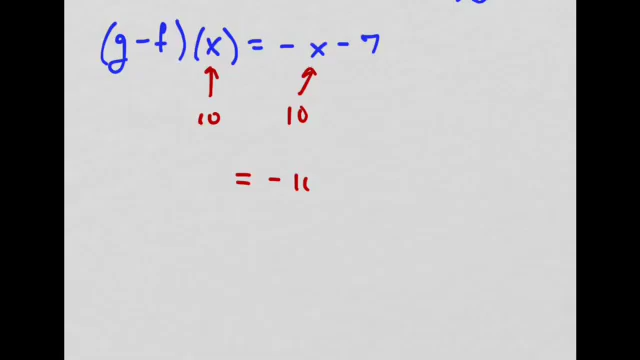 (g - f)(x) = - x - 7
10 10
= - 10